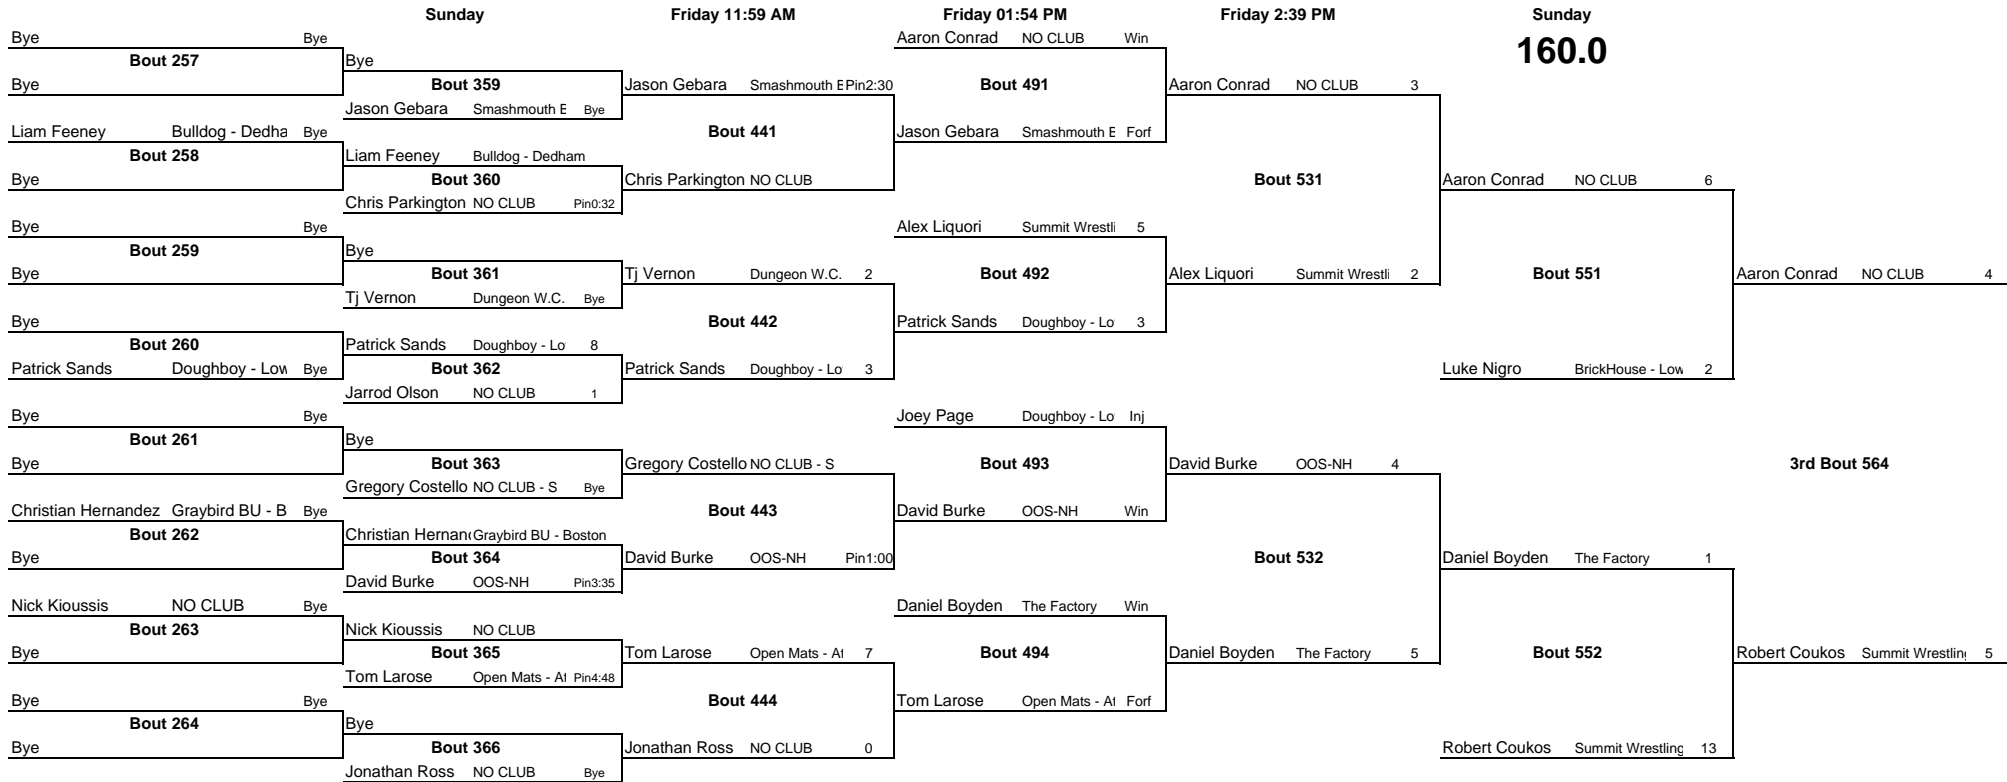 Sunday Friday 11:59 AM Friday 01:54 PM Friday 2:39 PM Sunday
Bye Bye Aaron Conrad NO CLUB Win 160.0
Bout 257 Bye
Bye Bout 359 Jason Gebara Smashmouth E Pin2:30 Bout 491 Aaron Conrad NO CLUB 3
Jason Gebara Smashmouth E Bye
Liam Feeney Bulldog - Dedha Bye Bout 441 Jason Gebara Smashmouth E Forf
Bout 258 Liam Feeney Bulldog - Dedham
Bye Bout 360 Chris Parkington NO CLUB Bout 531 Aaron Conrad NO CLUB 6
Chris Parkington NO CLUB Pin0:32
Bye Bye Alex Liquori Summit Wrestli 5
Bout 259 Bye
Bye Bout 361 Tj Vernon Dungeon W.C. 2 Bout 492 Alex Liquori Summit Wrestli 2 Bout 551 Aaron Conrad NO CLUB 4
Tj Vernon Dungeon W.C. Bye
Bye Bout 442 Patrick Sands Doughboy - Lo 3
Bout 260 Patrick Sands Doughboy - Lo 8
Patrick Sands Doughboy - Low Bye Bout 362 Patrick Sands Doughboy - Lo 3 Luke Nigro BrickHouse - Low 2
Jarrod Olson NO CLUB 1
Bye Bye Joey Page Doughboy - Lo Inj
Bout 261 Bye
Bye Bout 363 Gregory Costello NO CLUB - S Bout 493 David Burke OOS-NH 4 3rd Bout 564
Gregory Costello NO CLUB - S Bye
Christian Hernandez Graybird BU - B Bye Bout 443 David Burke OOS-NH Win
Bout 262 Christian Hernan Graybird BU - Boston
Bye Bout 364 David Burke OOS-NH Pin1:00 Bout 532 Daniel Boyden The Factory 1
David Burke OOS-NH Pin3:35
Nick Kioussis NO CLUB Bye Daniel Boyden The Factory Win
Bout 263 Nick Kioussis NO CLUB
Bye Bout 365 Tom Larose Open Mats - At 7 Bout 494 Daniel Boyden The Factory 5 Bout 552 Robert Coukos Summit Wrestling 5
Tom Larose Open Mats - At Pin4:48
Bye Bye Bout 444 Tom Larose Open Mats - At Forf
Bout 264 Bye
Bye Bout 366 Jonathan Ross NO CLUB 0 Robert Coukos Summit Wrestling 13
Jonathan Ross NO CLUB Bye